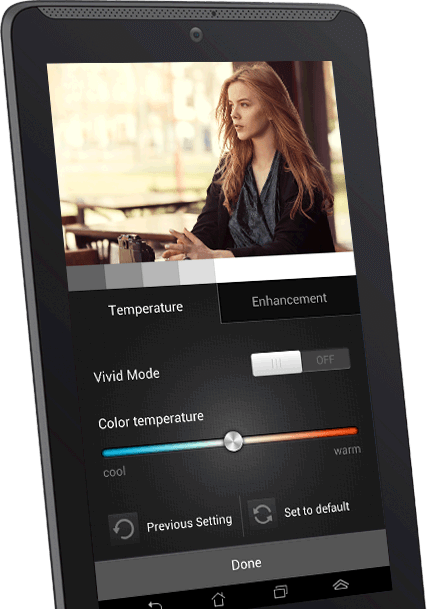 Temperature
Enhancement
Vivid Mode
OFF
Color temperature
cool
warm
Previous Setting
Set to default
Done